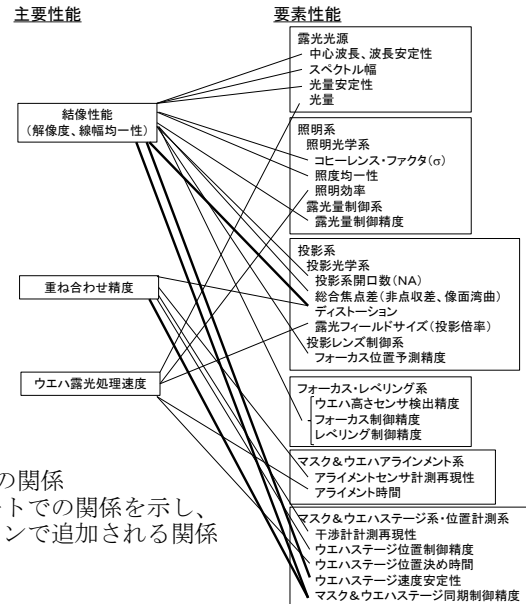 主要性能
要素性能
露光光源
中心波長、波長安定性
スペクトル幅
光量安定性
光量
結像性能
(解像度、線幅均一性)
照明系
照明光学系
コヒーレンス・ファクタ(σ)
照度均一性
照明効率
露光量制御系
露光量制御精度
投影系
投影光学系
投影系開口数(NA)
総合焦点差(非点収差、像面湾曲)
ディストーション
露光フィールドサイズ(投影倍率)
投影レンズ制御系
フォーカス位置予測精度
重ね合わせ精度
ウエハ露光処理速度
フォーカス・レベリング系
ウエハ高さセンサ検出精度
フォーカス制御精度
レベリング制御精度
マスク&ウエハアラインメント系
アライメントセンサ計測再現性
アライメント時間
マスク&ウエハステージ系・位置計測系
干渉計計測再現性
ウエハステージ位置制御精度
ウエハステージ位置決め時間
ウエハステージ速度安定性
マスク&ウエハステージ同期制御精度
の関係
ートでの関係を示し、
ンで追加される関係